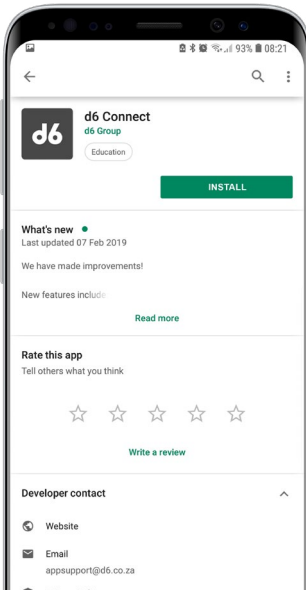 93% 08:21
d6
d6 Connect
d6 Group
Education
INSTALL
What's new
Last updated 07 Feb 2019
We have made improvements!
New features include
Read more
Rate this app
Tell others what you think
Write a review
Developer contact
Website
Email
appsupport@d6.co.za